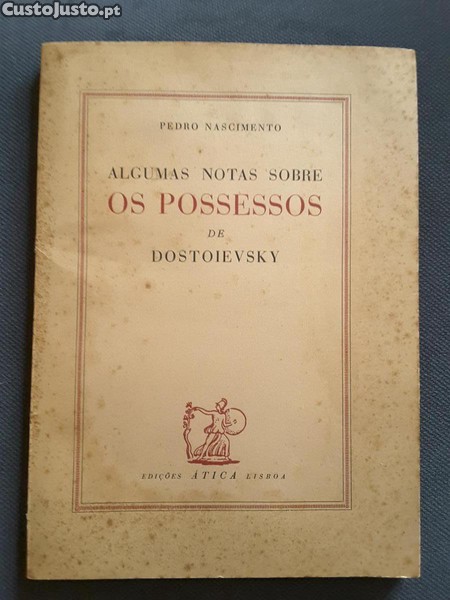 CustoJusto.pt
PEDRO NASCIMENTO
ALGUMAS NOTAS SOBRE
OS POSSESSOS
DE
DOSTOIEVSKY
EDIÇÕES ÁTICA LISBOA